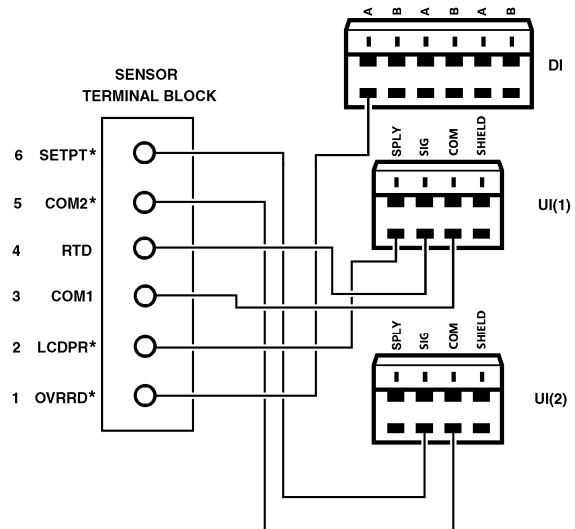 A B A B A B
DI
SENSOR
TERMINAL BLOCK
6 SETPT*
5 COM2*
4 RTD
3 COM1
2 LCDPR*
1 OVRRD*
SPLY SIG COM SHIELD
UI(1)
SPLY SIG COM SHIELD
UI(2)